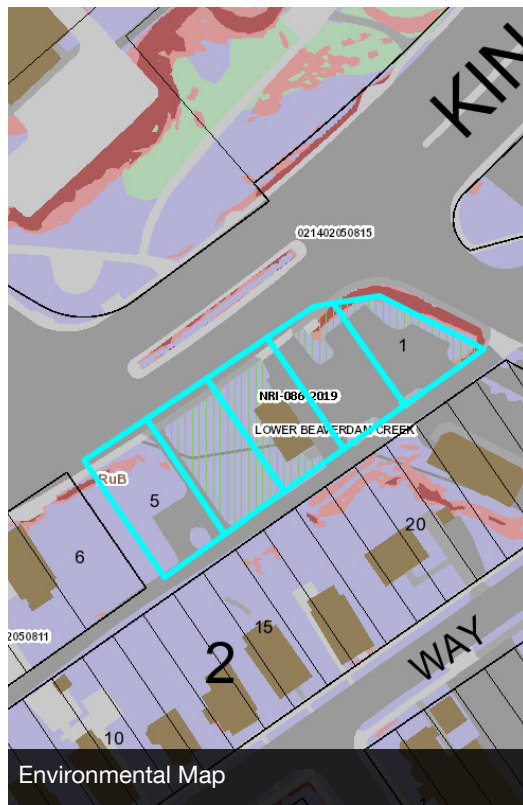 KIN
021402050815
1
NRI-086-2019
LOWER BEAVERDAM CREEK
RuB
5
20
6
2050811
15
WAY
2
10
Environmental Map